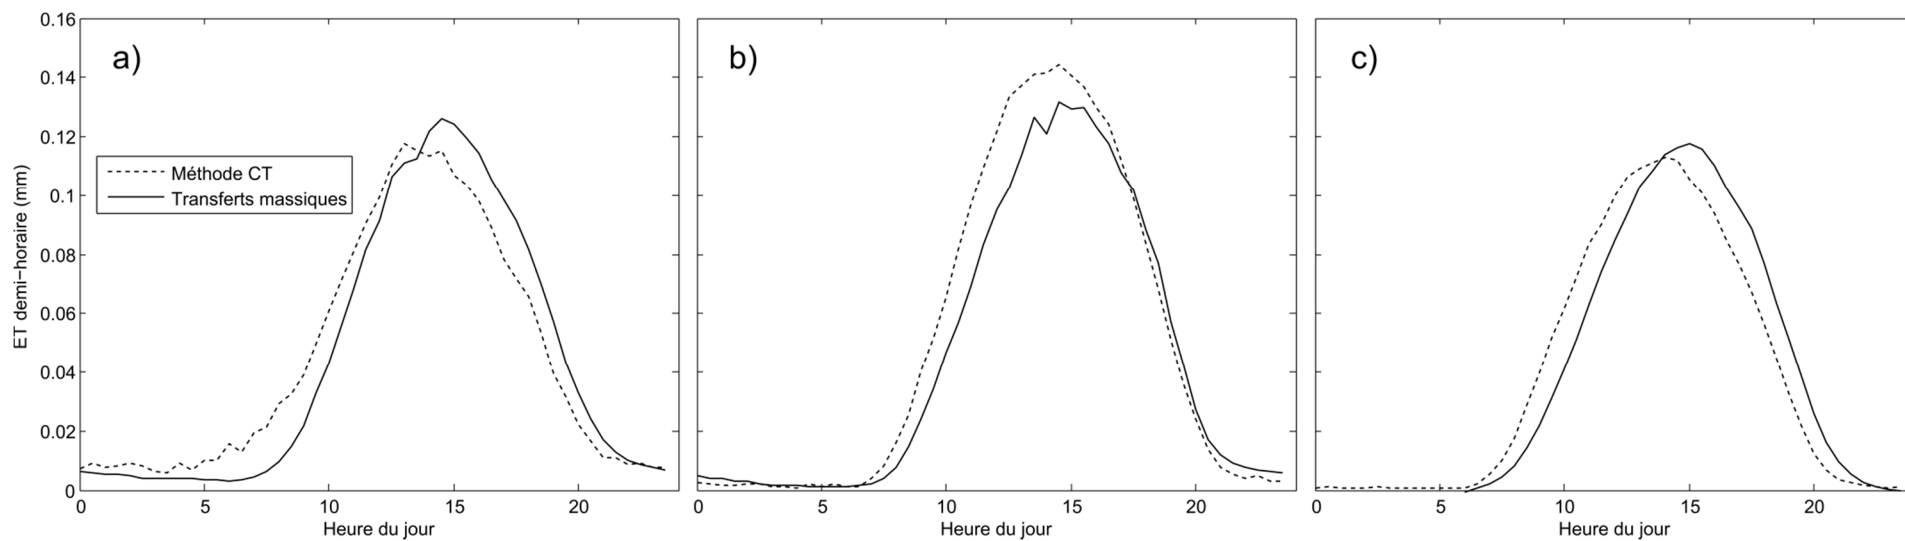 a)
b)
c)
0.16
0.14
0.12
0.1
0.08
0.06
0.04
0.02
0
ET demi-horaire (mm)
Méthode CT
Transferts massiques
0 5 10 15 20
0 5 10 15 20
0 5 10 15 20
Heure du jour
Heure du jour
Heure du jour